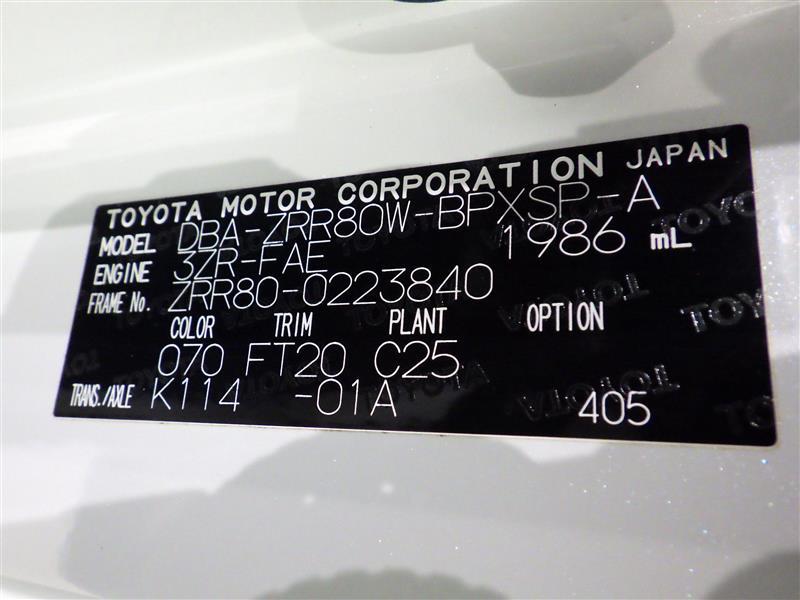 TOYOTA MOTOR CORPORATION JAPAN
MODEL DBA-ZRR80W-BPXSP-A
ENGINE 3ZR-FAE 1986 mL
FRAME No. ZRR80-0223840
COLOR TRIM PLANT OPTION
070 FT20 C25
TRANS./AXLE K114 -01A 405